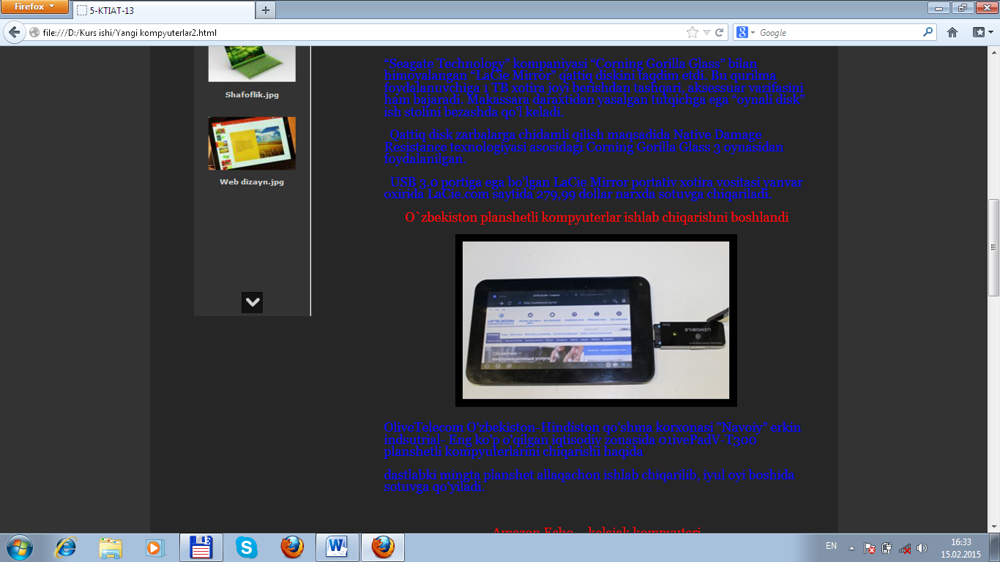 Firefox
5-KTIAT-13
file:///D:/Kurs ishi/Yangi kompyuterlar2.html
Google
Shafoflik.jpg
Web dizayn.jpg
"Seagate Technology" kompaniyasi "Corning Gorilla Glass" bilan
himoyalangan "LaCie Mirror" qattiq diskini taqdim etdi. Bu qurilma
foydalanuvchiga 1 TB xotira joyi berishdan tashqari, aksessuar vazifasini
ham bajaradi. Makassara daraxtidan yasalgan tutqichga ega "oynali disk"
ish stolini bezashda qo'l keladi.
Qattiq disk zarbalarga chidamli qilish maqsadida Native Damage
Resistance texnologiyasi asosidagi Corning Gorilla Glass 3 oynasidan
foydalanilgan.
USB 3.0 portiga ega bo'lgan LaCie Mirror portativ xotira vositasi yanvar
oxirida LaCie.com saytida 279,99 dollar narxda sotuvga chiqariladi.
O`zbekiston planshetli kompyuterlar ishlab chiqarishni boshlandi
UZTELECOM
Справочно –
информационные услуги
UZMOBILE
OliveTelecom O'zbekiston-Hindiston qo'shma korxonasi "Navoiy" erkin
indsutrial- Eng ko'p o'qilgan iqtisodiy zonasida 01ivePadV-T300
planshetli kompyuterlarini chiqarishi haqida
dastlabki mingta planshet allaqachon ishlab chiqarilib, iyul oyi boshida
sotuvga qo'yiladi.
Amazon Echo – kelajak kompyuteri
EN
16:33
15.02.2015